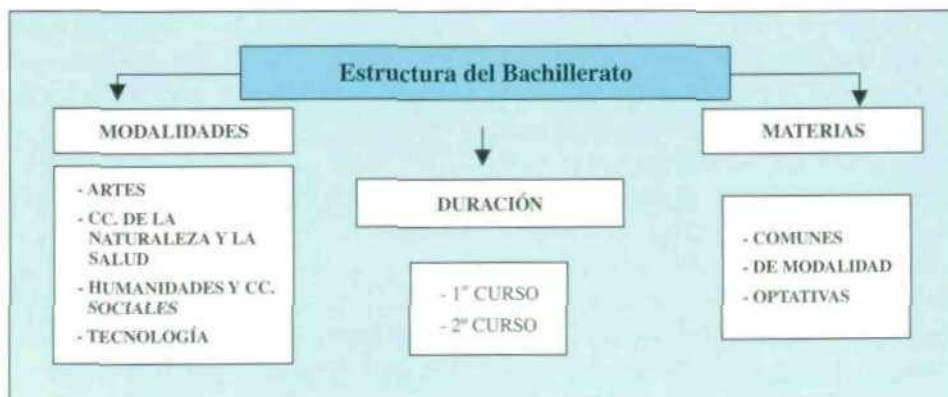 Estructura del Bachillerato
MODALIDADES
- ARTES
- CC. DE LA
NATURALEZA Y LA
SALUD
- HUMANIDADES Y CC.
SOCIALES
- TECNOLOGÍA
DURACIÓN
- 1º CURSO
- 2º CURSO
MATERIAS
- COMUNES
- DE MODALIDAD
- OPTATIVAS